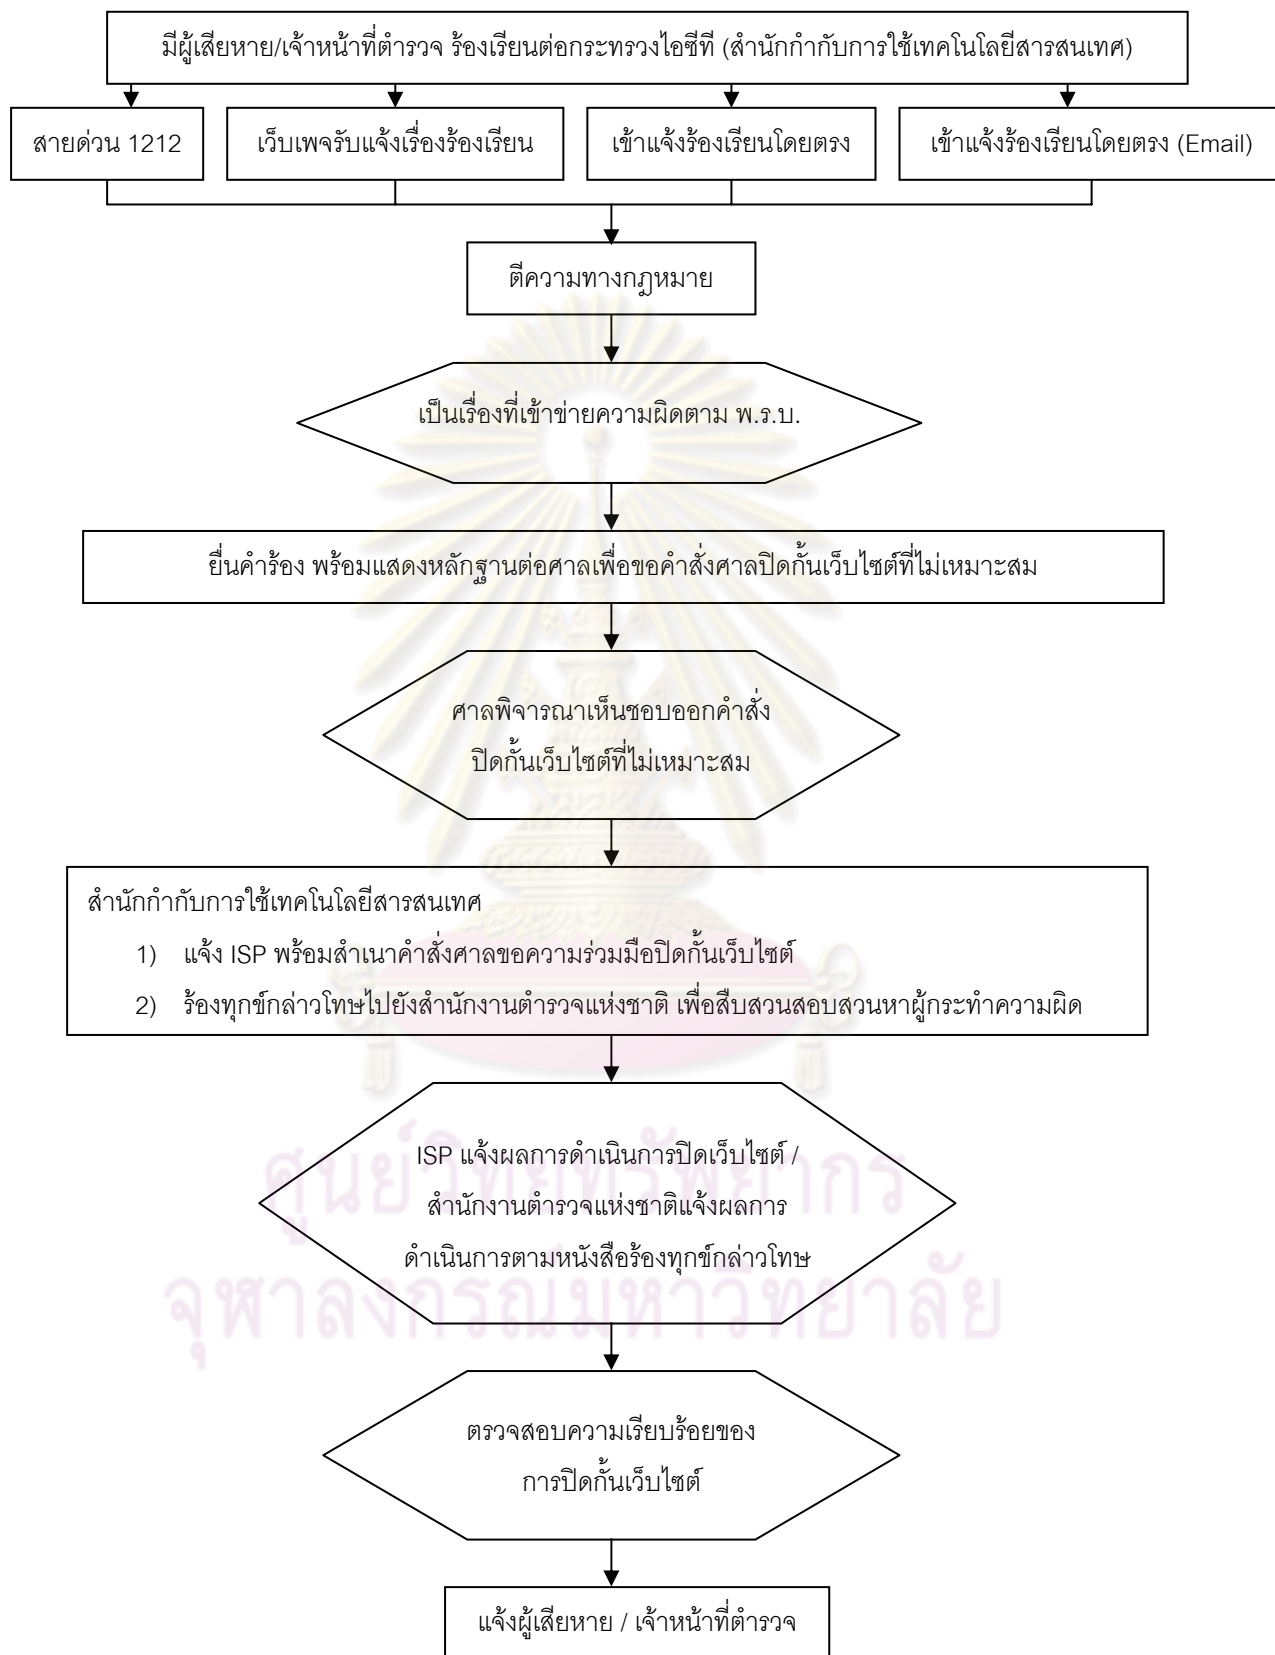 มีผู้เสียหาย/เจ้าหน้าที่ตำรวจ ร้องเรียนต่อกระทรวงไอซีที (สำนักกำกับการใช้เทคโนโลยีสารสนเทศ)
สายด่วน 1212
เว็บเพจรับแจ้งเรื่องร้องเรียน
เข้าแจ้งร้องเรียนโดยตรง
เข้าแจ้งร้องเรียนโดยตรง (Email)
ตีความทางกฎหมาย
เป็นเรื่องที่เข้าข่ายความผิดตาม พ.ร.บ.
ยื่นคำร้อง พร้อมแสดงหลักฐานต่อศาลเพื่อขอคำสั่งศาลปิดกั้นเว็บไซต์ที่ไม่เหมาะสม
ศาลพิจารณาเห็นชอบออกคำสั่ง
ปิดกั้นเว็บไซต์ที่ไม่เหมาะสม
สำนักกำกับการใช้เทคโนโลยีสารสนเทศ
1) แจ้ง ISP พร้อมสำเนาคำสั่งศาลขอความร่วมมือปิดกั้นเว็บไซต์
2) ร้องทุกข์กล่าวโทษไปยังสำนักงานตำรวจแห่งชาติ เพื่อสืบสวนสอบสวนหาผู้กระทำความผิด
ISP แจ้งผลการดำเนินการปิดเว็บไซต์ /
สำนักงานตำรวจแห่งชาติแจ้งผลการ
ดำเนินการตามหนังสือร้องทุกข์กล่าวโทษ
ศูนย์วิทยทรัพยากร
จุฬาลงกรณ์มหาวิทยาลัย
ตรวจสอบความเรียบร้อยของ
การปิดกั้นเว็บไซต์
แจ้งผู้เสียหาย / เจ้าหน้าที่ตำรวจ